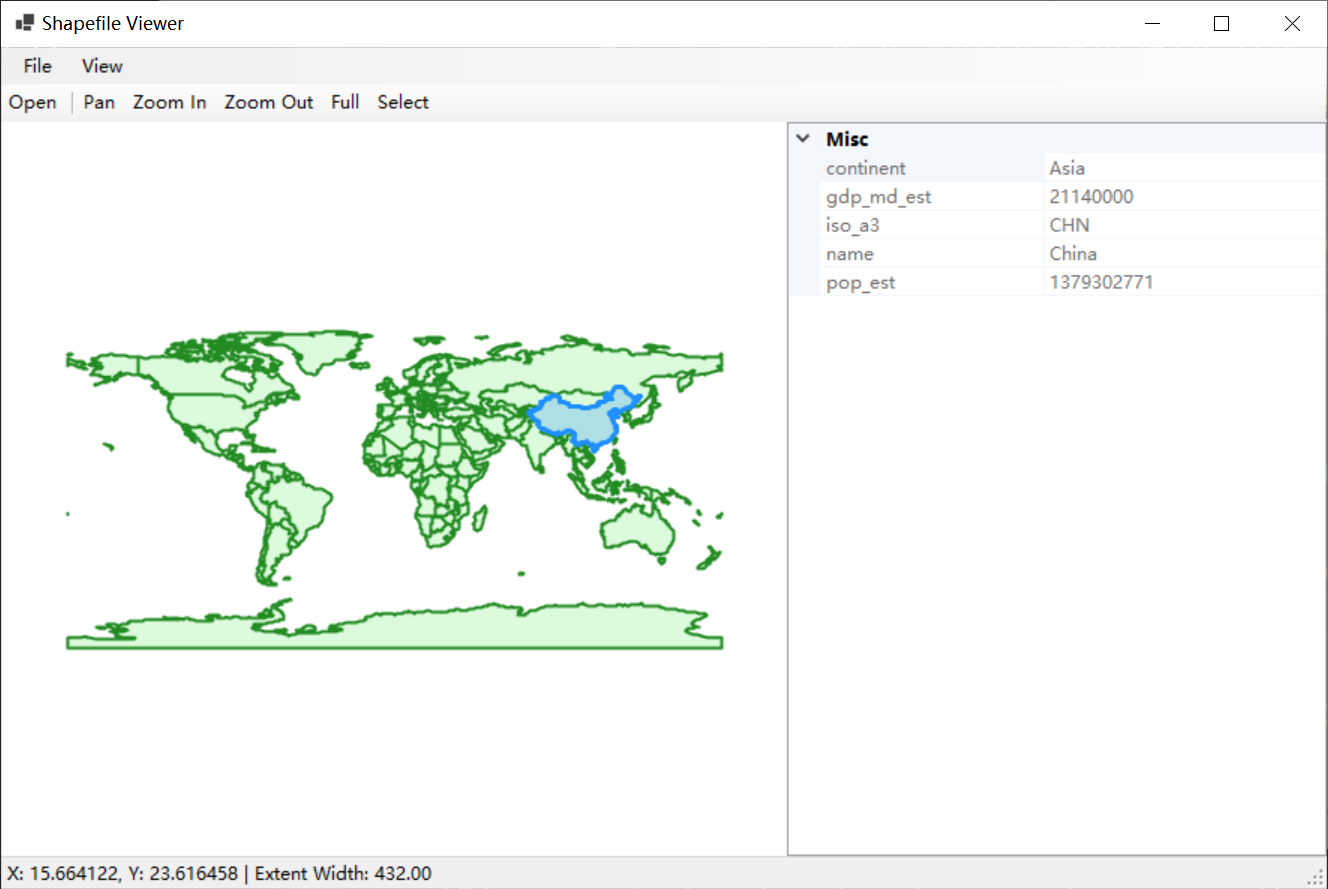 Shapefile Viewer
File View
Open Pan Zoom In Zoom Out Full Select
Misc
continent Asia
gdp_md_est 21140000
iso_a3 CHN
name China
pop_est 1379302771
X: 15.664122, Y: 23.616458 | Extent Width: 432.00